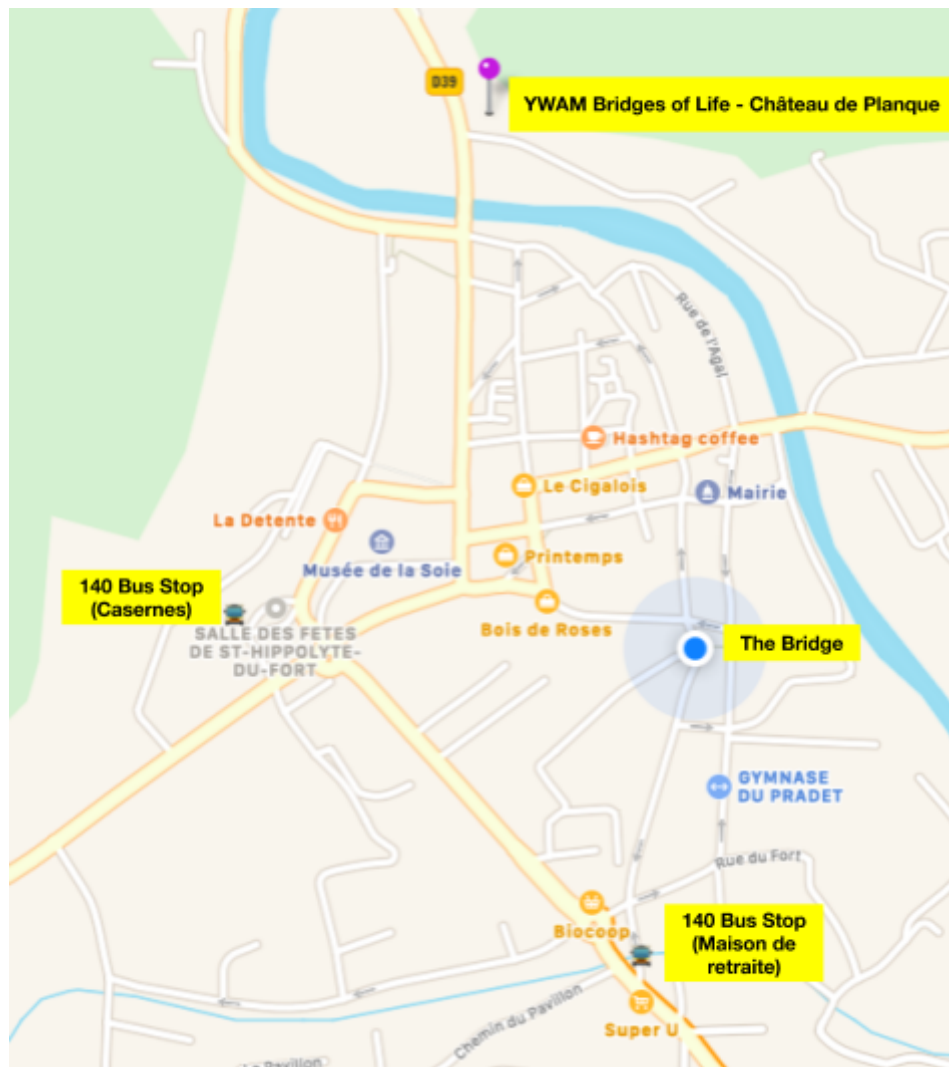 D39
YWAM Bridges of Life - Château de Planque
Rue de l'Agal
Hashtag coffee
Le Cigalois
Mairie
La Detente
Musée de la Soie
Printemps
140 Bus Stop
(Casernes)
Bois de Roses
SALLE DES FETES
DE ST-HIPPOLYTE-
DU-FORT
The Bridge
GYMNASE
DU PRADET
Rue du Fort
Biocoop
140 Bus Stop
(Maison de
retraite)
Super U
Chemin du Pavillon
Le Pavillon